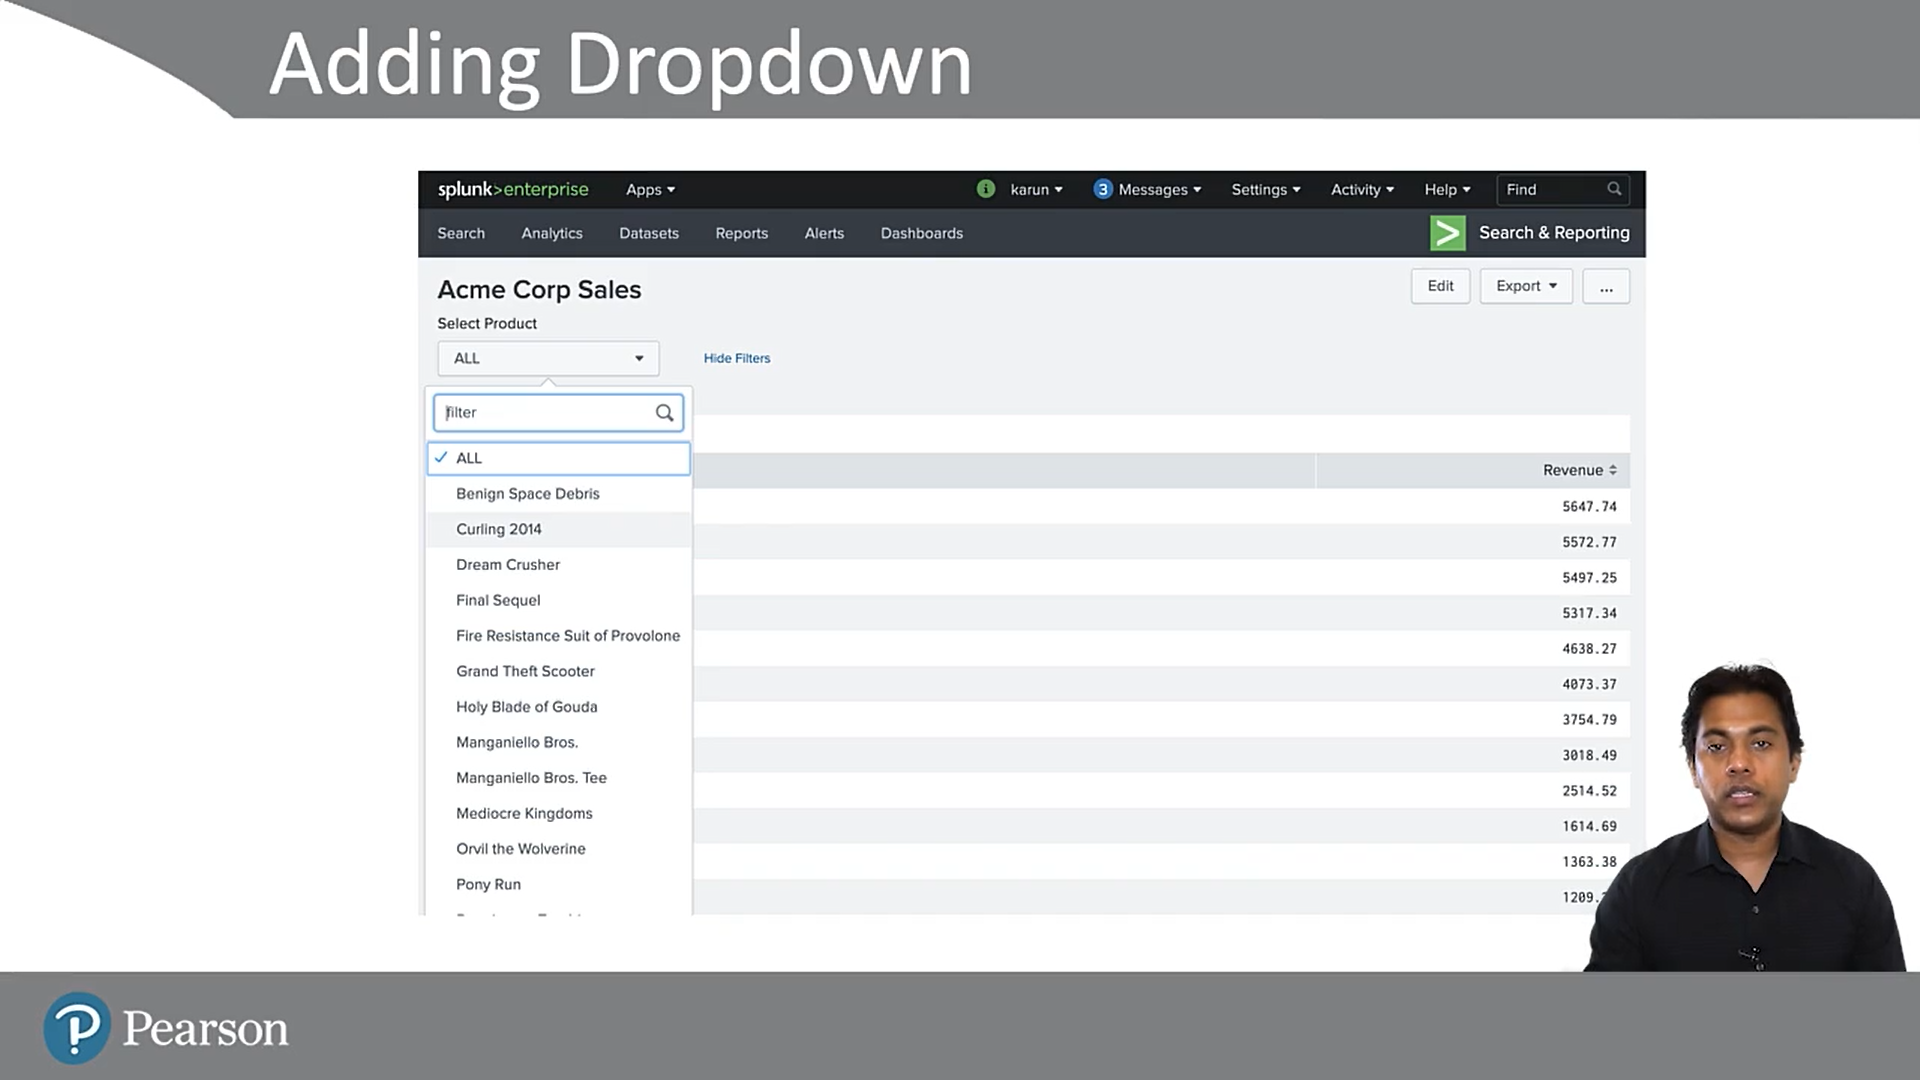 Adding Dropdown
splunk>enterprise Apps karun 3 Messages Settings Activity Help Find
Search Analytics Datasets Reports Alerts Dashboards Search & Reporting
Acme Corp Sales Edit Export ...
Select Product
ALL Hide Filters
filter
ALL
Revenue
Benign Space Debris 5647.74
Curling 2014 5572.77
Dream Crusher 5497.25
Final Sequel 5317.34
Fire Resistance Suit of Provolone 4638.27
Grand Theft Scooter 4073.37
Holy Blade of Gouda 3754.79
Manganiello Bros. 3018.49
Manganiello Bros. Tee 2514.52
Mediocre Kingdoms 1614.69
Orvil the Wolverine 1363.38
Pony Run 1209.
Pearson